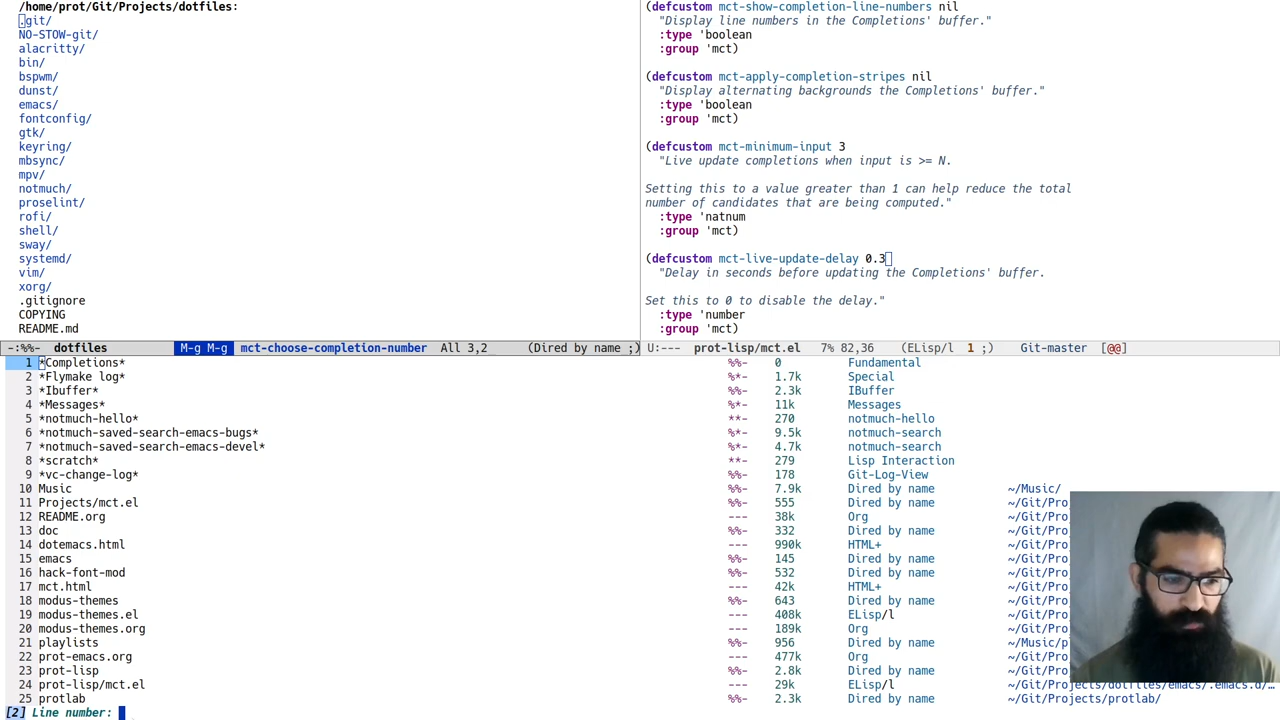 /home/prot/Git/Projects/dotfiles:
.git/
NO-STOW-git/
alacritty/
bin/
bspwm/
dunst/
emacs/
fontconfig/
gtk/
keyring/
mbsync/
mpv/
notmuch/
proselint/
rofi/
shell/
sway/
systemd/
vim/
xorg/
.gitignore
COPYING
README.md
-:%%- dotfiles M-g M-g mct-choose-completion-number All 3,2 (Dired by name ;)
(defcustom mct-show-completion-line-numbers nil
"Display line numbers in the Completions' buffer."
:type 'boolean
:group 'mct)
(defcustom mct-apply-completion-stripes nil
"Display alternating backgrounds the Completions' buffer."
:type 'boolean
:group 'mct)
(defcustom mct-minimum-input 3
"Live update completions when input is >= N.
Setting this to a value greater than 1 can help reduce the total
number of candidates that are being computed."
:type 'natnum
:group 'mct)
(defcustom mct-live-update-delay 0.3
"Delay in seconds before updating the Completions' buffer.
Set this to 0 to disable the delay."
:type 'number
:group 'mct)
U:--- prot-lisp/mct.el 7% 82,36 (ELisp/l 1 ;) Git-master [@@]
1 *Completions* %%- 0 Fundamental
2 *Flymake log* %*- 1.7k Special
3 *Ibuffer* %%- 2.3k IBuffer
4 *Messages* %*- 11k Messages
5 *notmuch-hello* **- 270 notmuch-hello
6 *notmuch-saved-search-emacs-bugs* %*- 9.5k notmuch-search
7 *notmuch-saved-search-emacs-devel* %*- 4.7k notmuch-search
8 *scratch* **- 279 Lisp Interaction
9 *vc-change-log* %%- 178 Git-Log-View
10 Music %%- 7.9k Dired by name ~/Music/
11 Projects/mct.el %%- 555 Dired by name ~/Git/Pro
12 README.org --- 38k Org ~/Git/Pro
13 doc %%- 332 Dired by name ~/Git/Pro
14 dotemacs.html --- 990k HTML+ ~/Git/Pro
15 emacs %%- 145 Dired by name ~/Git/Pro
16 hack-font-mod %%- 532 Dired by name ~/Git/Pro
17 mct.html --- 42k HTML+ ~/Git/Pro
18 modus-themes %%- 643 Dired by name ~/Git/Pro
19 modus-themes.el --- 408k ELisp/l ~/Git/Pro
20 modus-themes.org --- 189k Org ~/Git/Pro
21 playlists %%- 956 Dired by name ~/Music/p
22 prot-emacs.org --- 477k Org ~/Git/Pro
23 prot-lisp %%- 2.8k Dired by name ~/Git/Pro
24 prot-lisp/mct.el --- 29k ELisp/l ~/Git/Projects/dotfiles/emacs/.emacs.d/…
25 protlab %%- 2.3k Dired by name ~/Git/Projects/protlab/
[2] Line number: